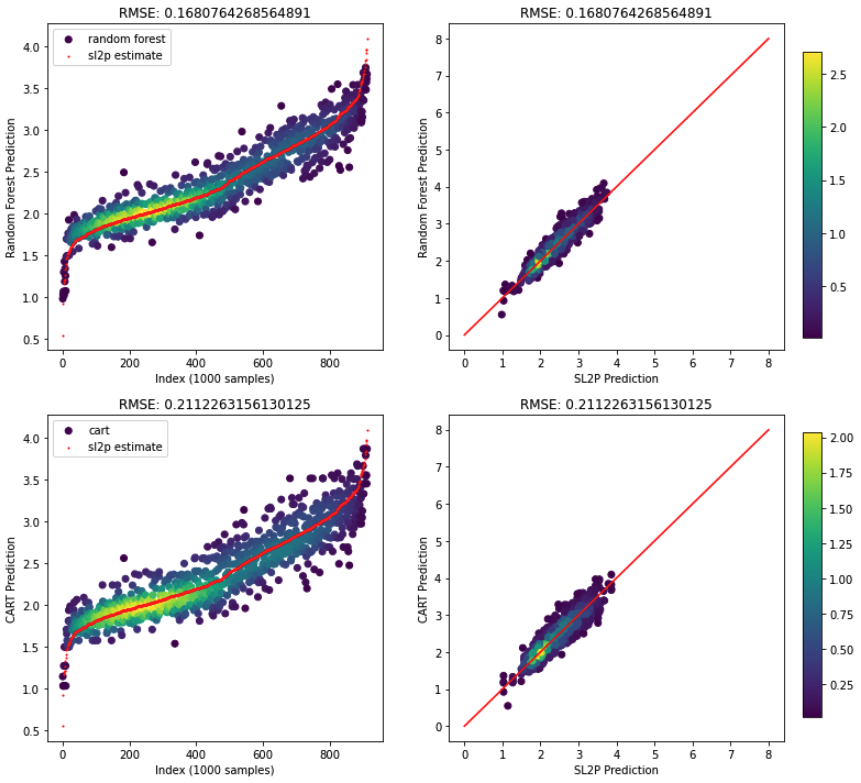 RMSE: 0.1680764268564891
random forest
sl2p estimate
Random Forest Prediction
4.0
3.5
3.0
2.5
2.0
1.5
1.0
0.5
0 200 400 600 800
Index (1000 samples)
RMSE: 0.1680764268564891
Random Forest Prediction
8
7
6
5
4
3
2
1
0
0 1 2 3 4 5 6 7 8
SL2P Prediction
2.5
2.0
1.5
1.0
0.5
RMSE: 0.2112263156130125
cart
sl2p estimate
CART Prediction
4.0
3.5
3.0
2.5
2.0
1.5
1.0
0.5
0 200 400 600 800
Index (1000 samples)
RMSE: 0.2112263156130125
CART Prediction
8
7
6
5
4
3
2
1
0
0 1 2 3 4 5 6 7 8
SL2P Prediction
2.00
1.75
1.50
1.25
1.00
0.75
0.50
0.25